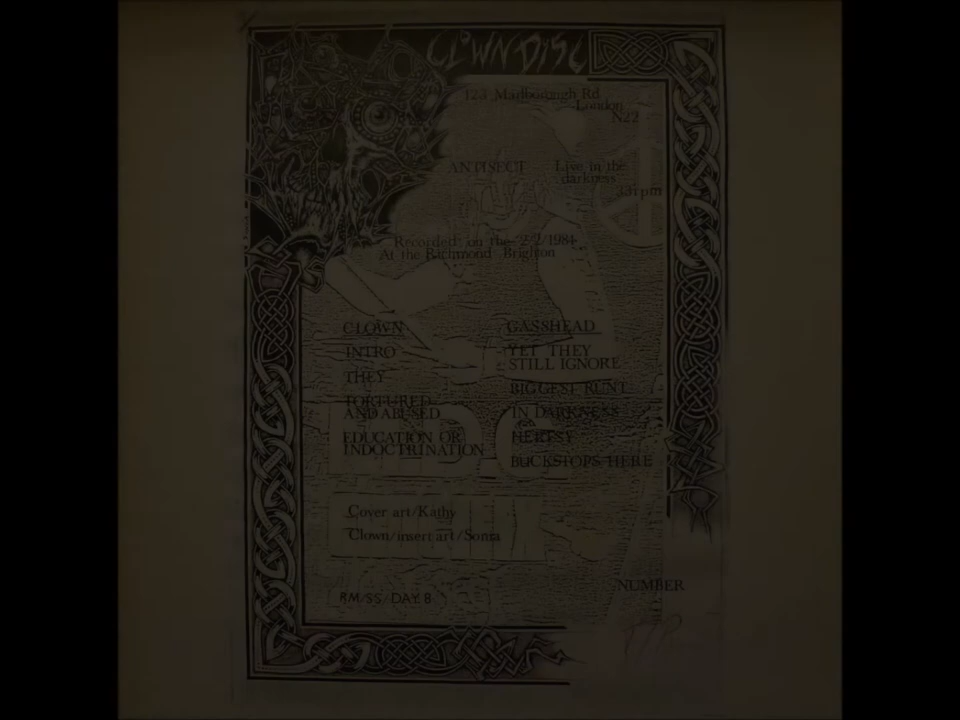 CLOWN DISC
123 Marlborough Rd
London
N22
ANTISECT
Live in the
darkness
33rpm
Recorded on the 2/2/1984
At the Richmond Brighton
CLOWN
INTRO
THEY
TORTURED
AND ABUSED
EDUCATION OR
INDOCTRINATION
GASSHEAD
YET THEY
STILL IGNORE
BIGGEST RUNT
IN DARKNESS
HERESY
BUCKSTOPS HERE
Cover art/Kathy
Clown/insert art/Sonia
RM/SS/DAY 8
NUMBER